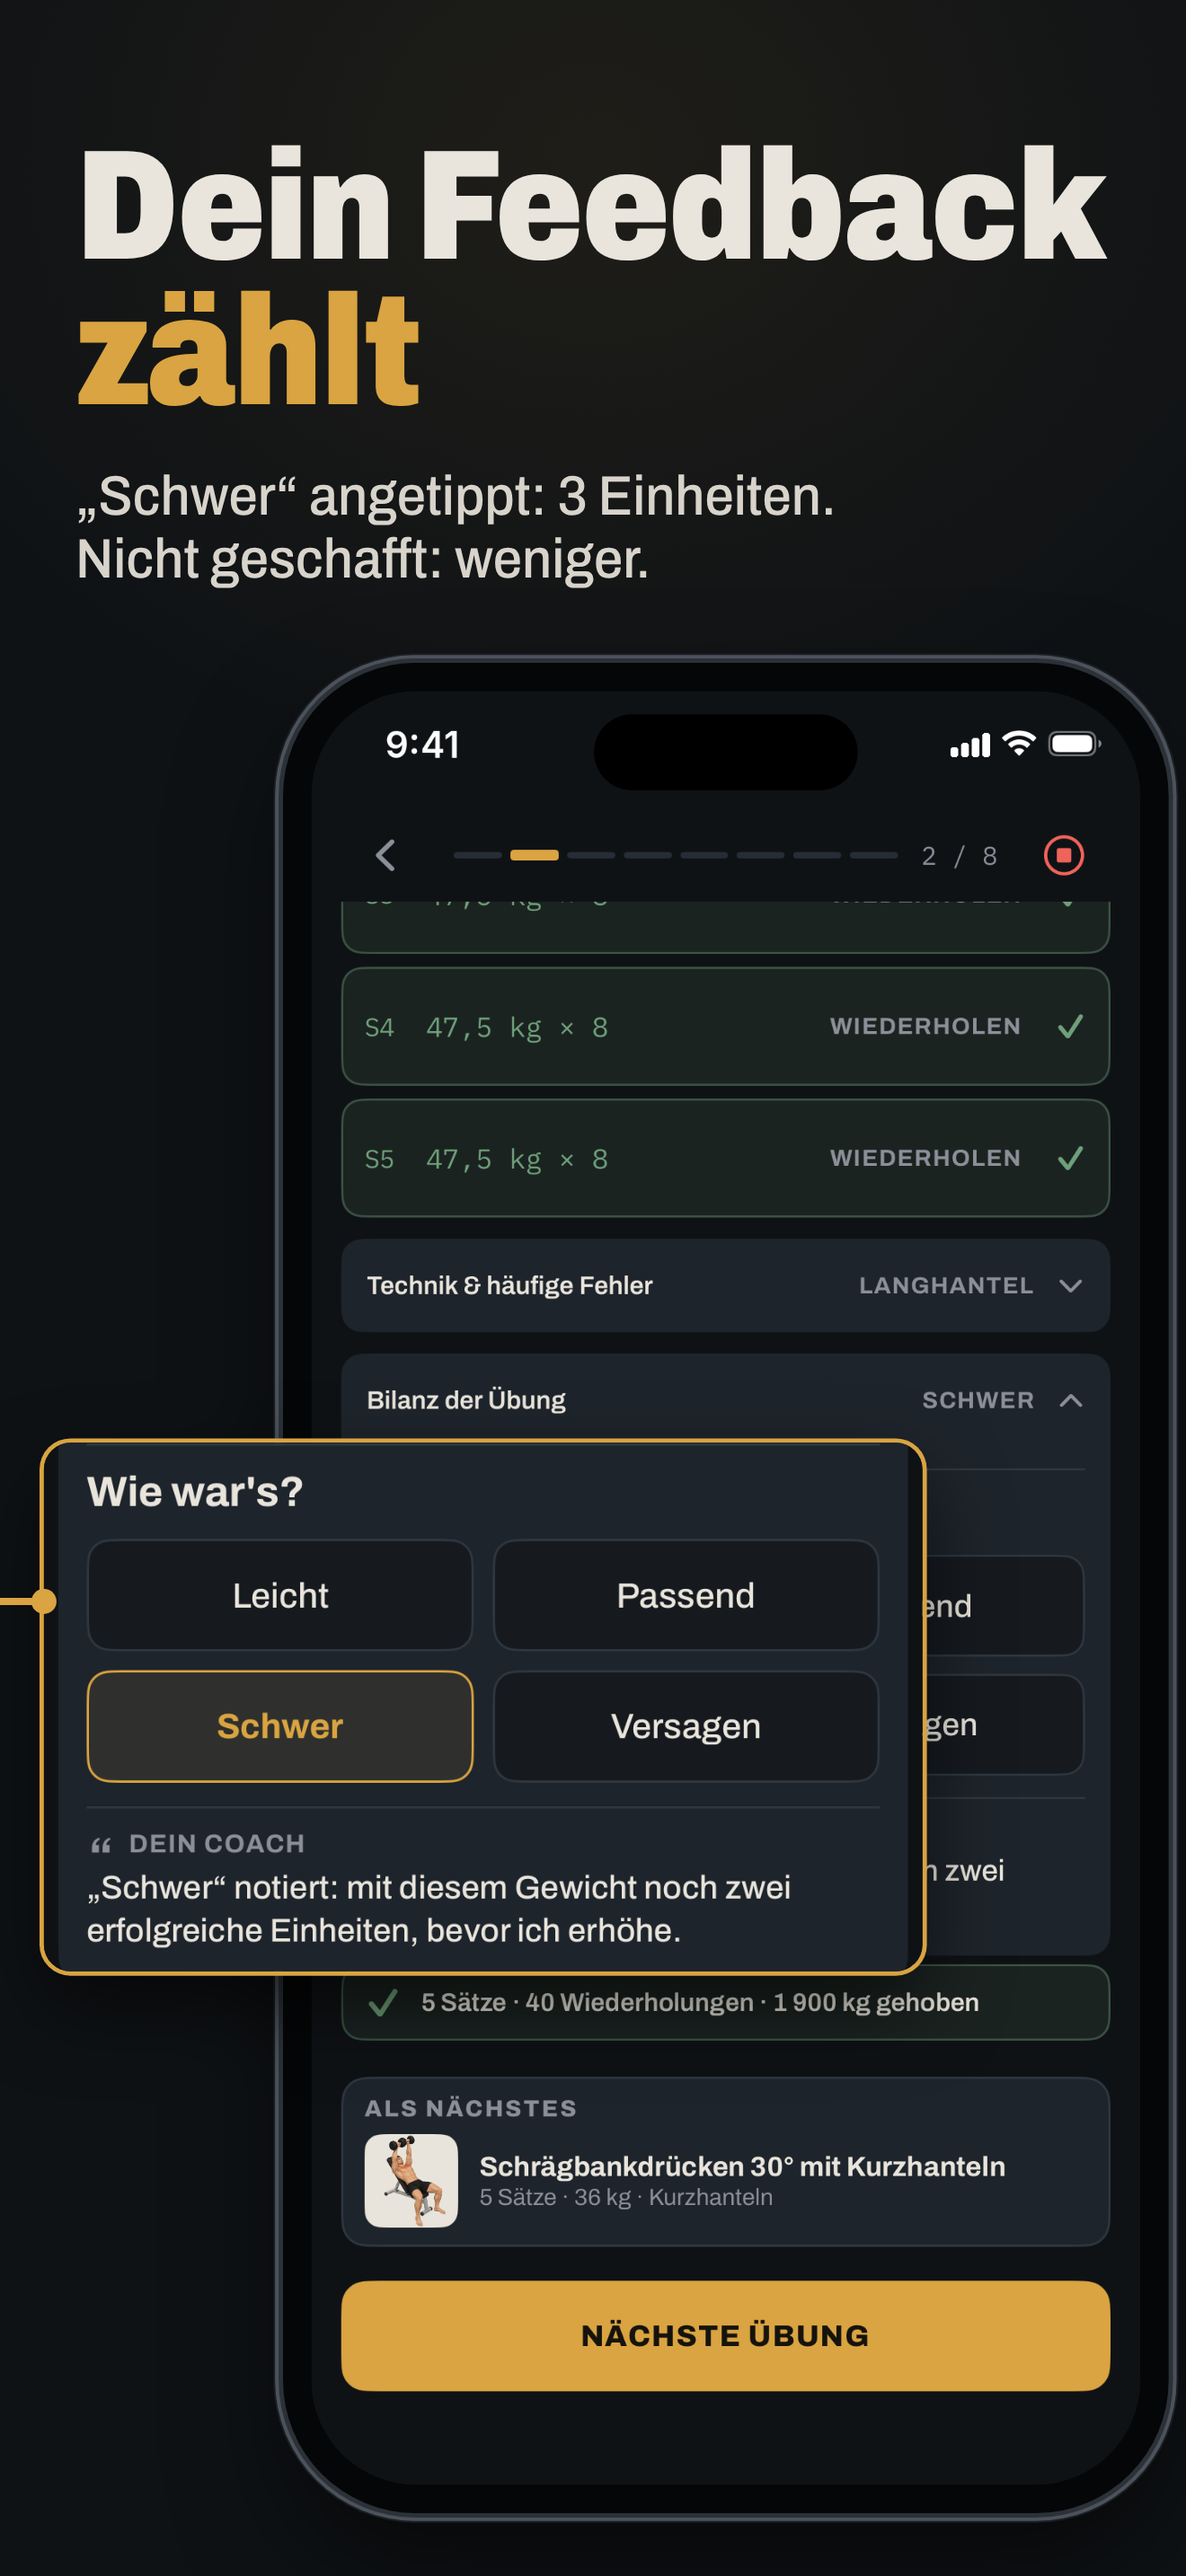 Dein Feedback
zählt
„Schwer“ angetippt: 3 Einheiten.
Nicht geschafft: weniger.
9:41
2 / 8
S4 47,5 kg × 8 WIEDERHOLEN
S5 47,5 kg × 8 WIEDERHOLEN
Technik & häufige Fehler LANGHANTEL
Bilanz der Übung SCHWER
Wie war's?
Leicht Passend
end
Schwer Versagen
gen
“ DEIN COACH
„Schwer“ notiert: mit diesem Gewicht noch zwei
zwei
erfolgreiche Einheiten, bevor ich erhöhe.
5 Sätze · 40 Wiederholungen · 1 900 kg gehoben
ALS NÄCHSTES
Schrägbankdrücken 30° mit Kurzhanteln
5 Sätze · 36 kg · Kurzhanteln
NÄCHSTE ÜBUNG